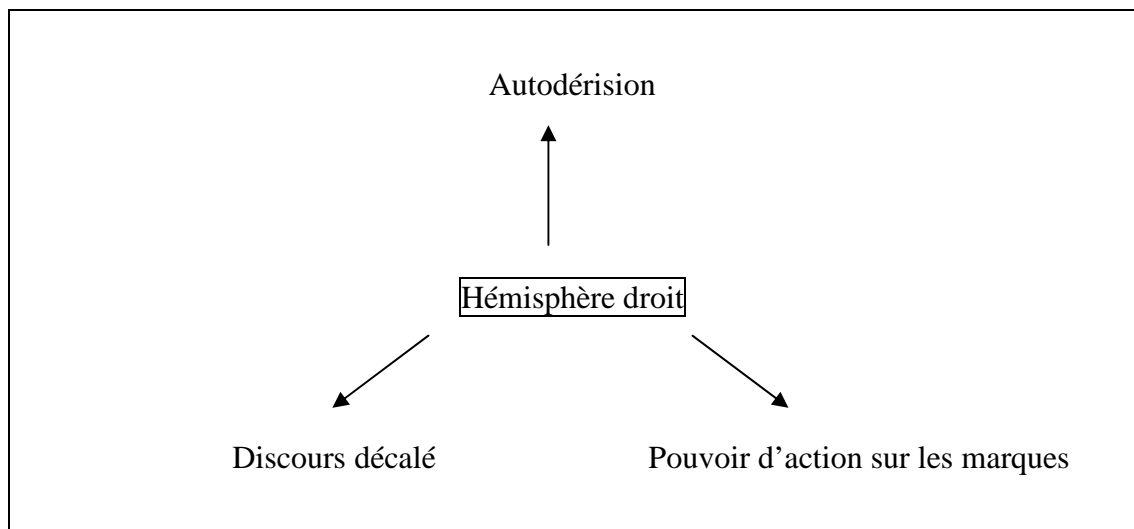 Autodérision
Hémisphère droit
Discours décalé
Pouvoir d’action sur les marques